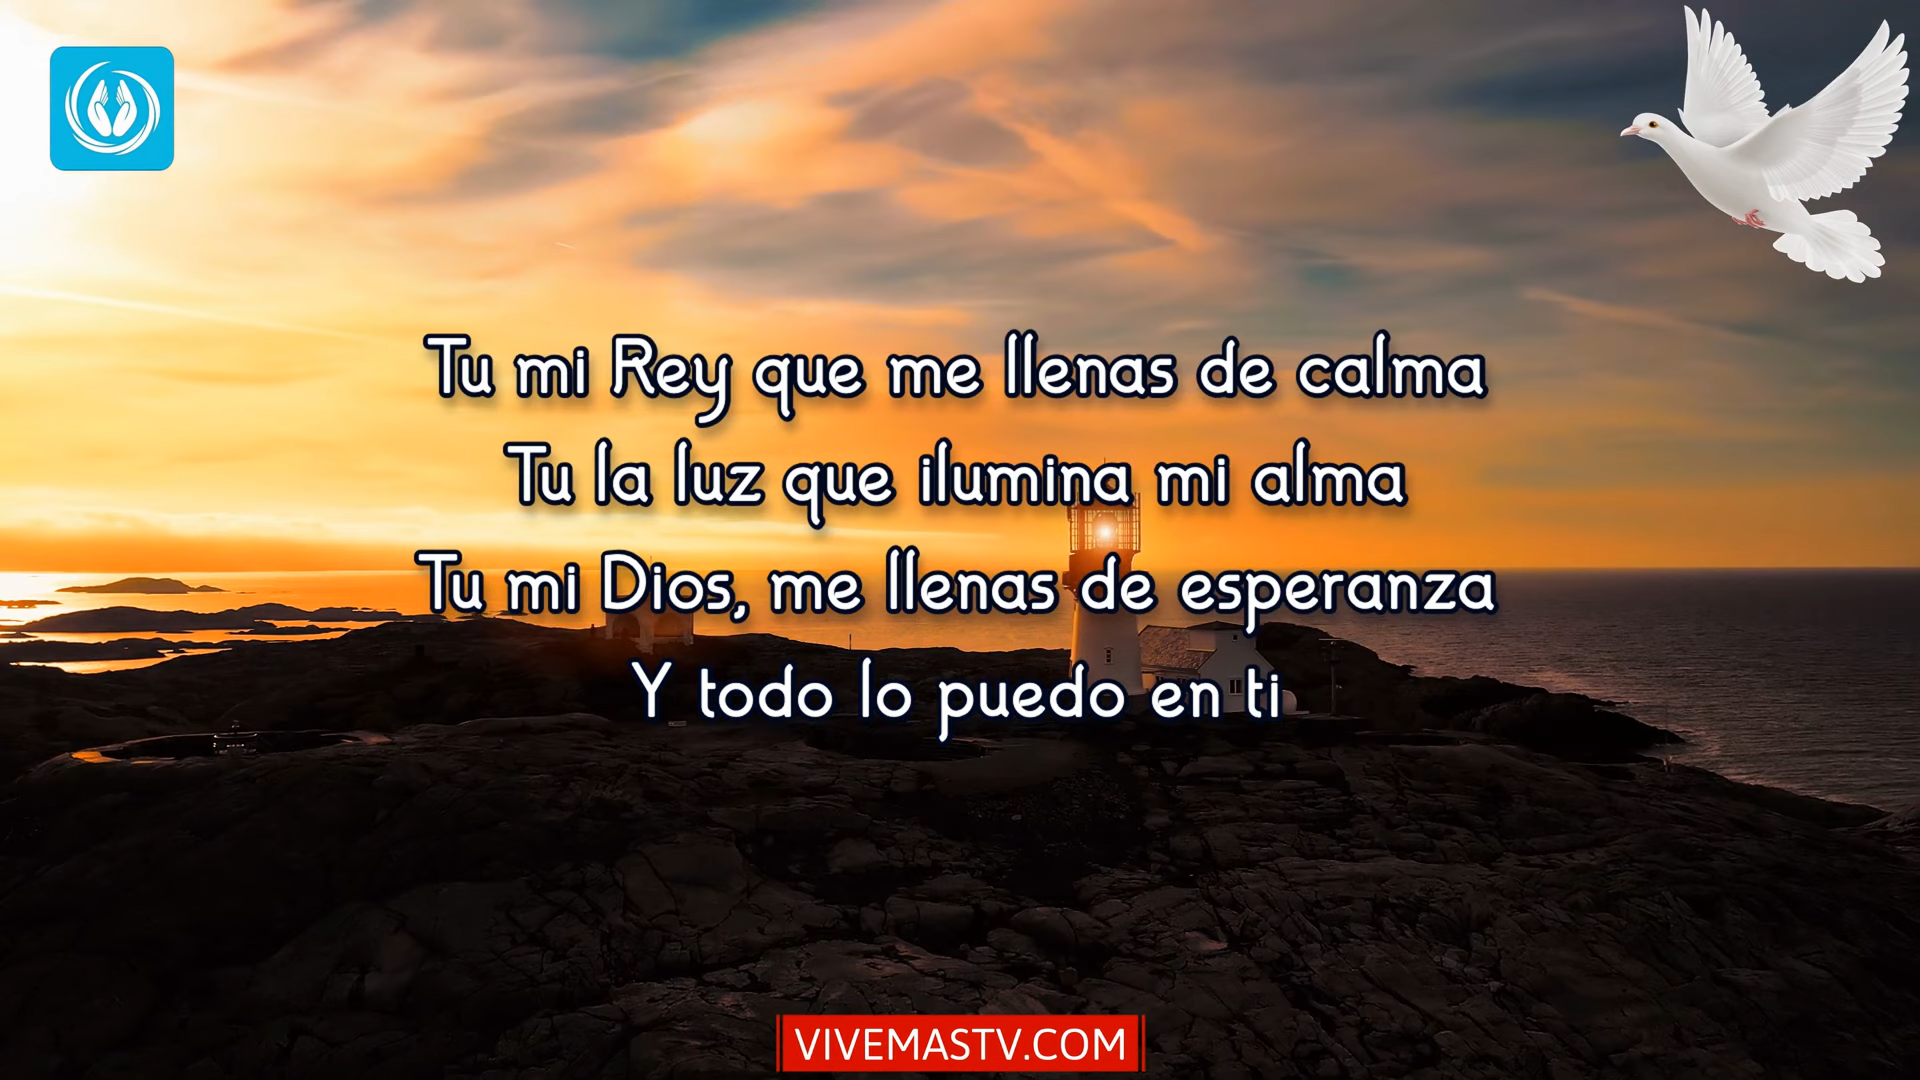 Tu mi Rey que me llenas de calma
Tu la luz que ilumina mi alma
Tu mi Dios, me llenas de esperanza
Y todo lo puedo en ti
VIVEMASTV.COM